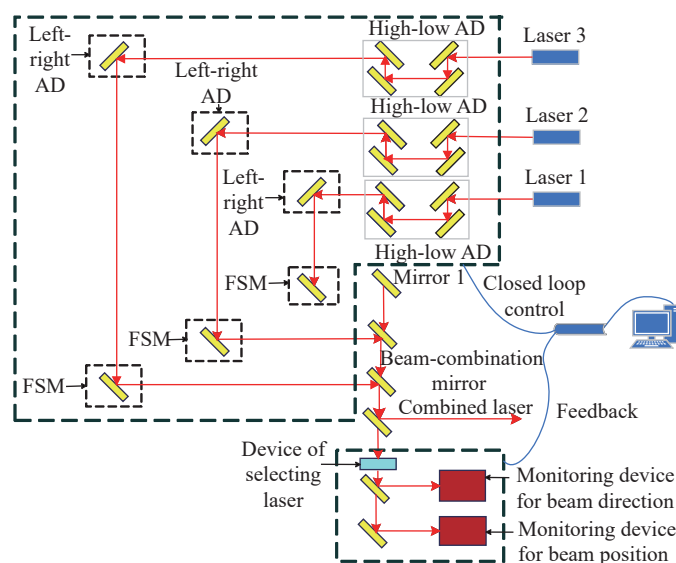 High-low AD
Laser 3
Left-
right
AD
Left-right
AD
High-low AD
Laser 2
Left-
right
AD
Laser 1
High-low AD
FSM
Mirror 1
Closed loop
control
FSM
Beam-combination
mirror
FSM
Combined laser
Feedback
Device of
selecting
laser
Monitoring device
for beam direction
Monitoring device
for beam position